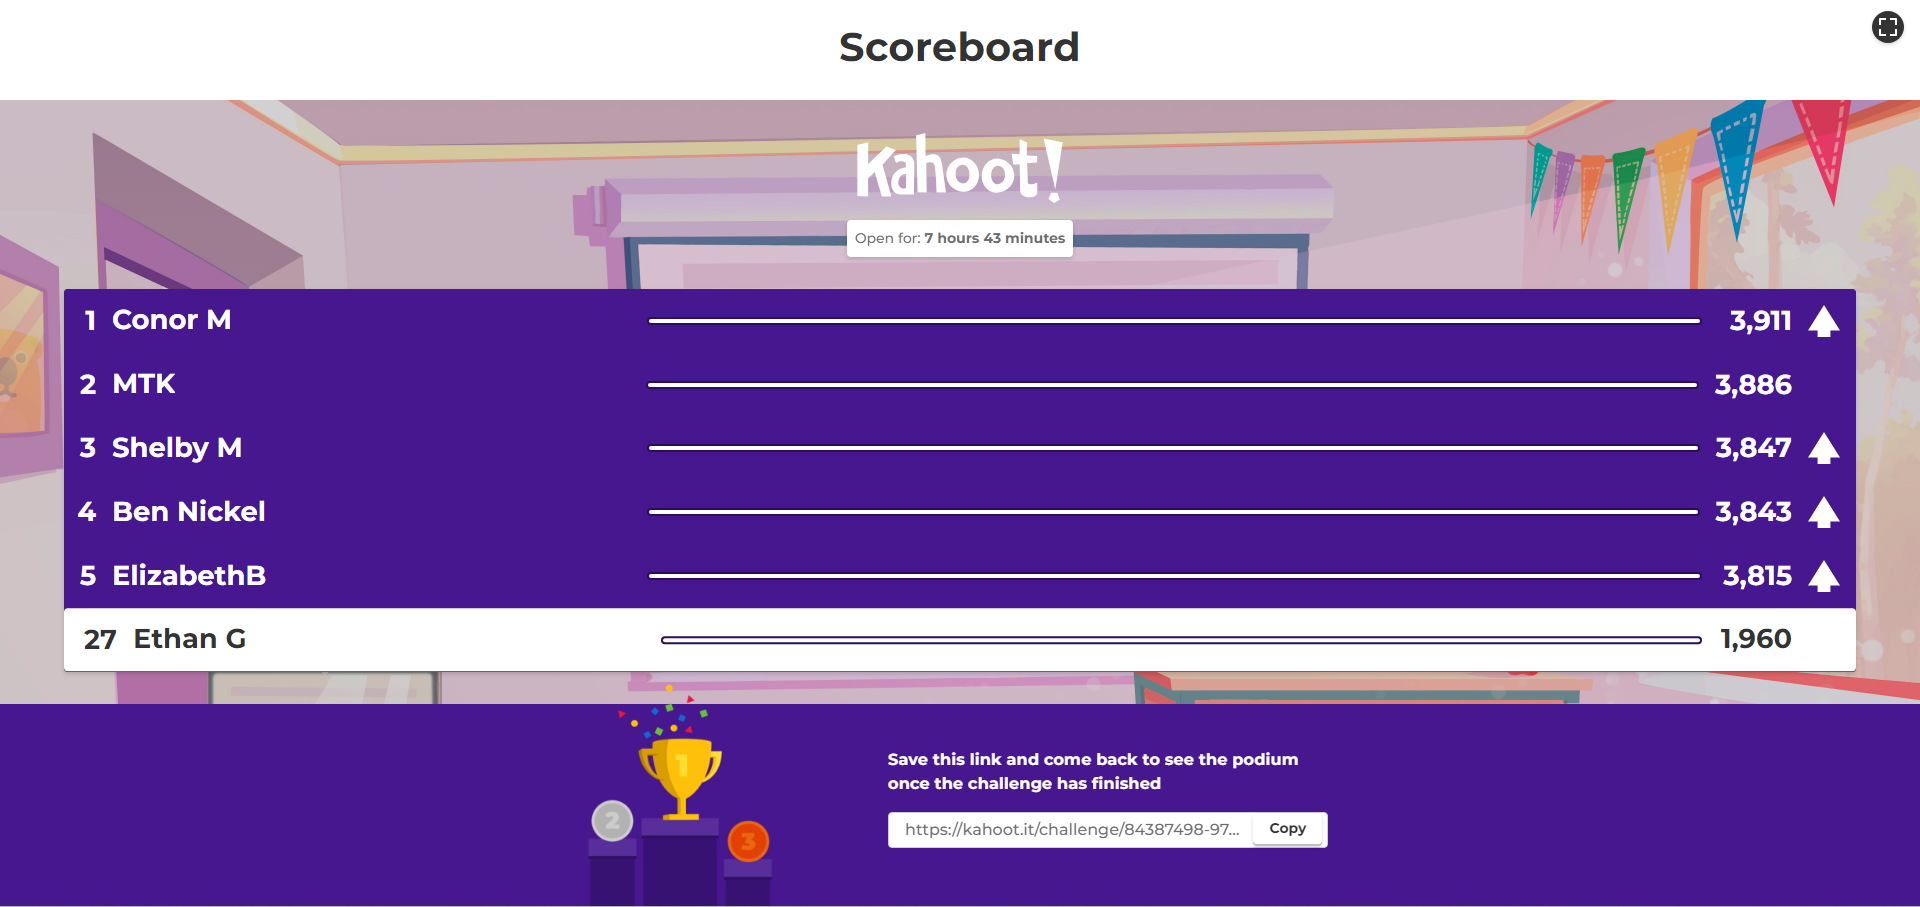 Scoreboard
Kahoot!
Open for: 7 hours 43 minutes
1 Conor M 3,911
2 MTK 3,886
3 Shelby M 3,847
4 Ben Nickel 3,843
5 ElizabethB 3,815
27 Ethan G 1,960
1
2
3
Save this link and come back to see the podium
once the challenge has finished
https://kahoot.it/challenge/84387498-97... Copy